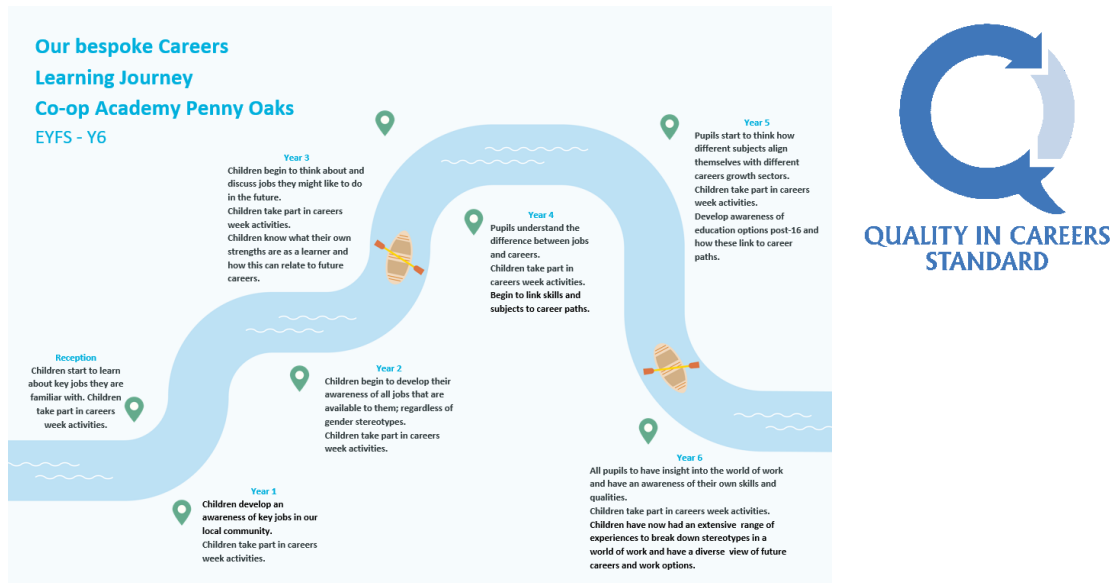 Our bespoke Careers
Learning Journey
Co-op Academy Penny Oaks
EYFS - Y6
Reception
Children start to learn
about key jobs they are
familiar with. Children
take part in careers
week activities.
Year 1
Children develop an
awareness of key jobs in our
local community.
Children take part in careers
week activities.
Year 2
Children begin to develop their
awareness of all jobs that are
available to them; regardless of
gender stereotypes.
Children take part in careers
week activities.
Year 3
Children begin to think about and
discuss jobs they might like to do
in the future.
Children take part in careers
week activities.
Children know what their own
strengths are as a learner and
how this can relate to future
careers.
Year 4
Pupils understand the
difference between jobs
and careers.
Children take part in
careers week activities.
Begin to link skills and
subjects to career paths.
Year 5
Pupils start to think how
different subjects align
themselves with different
careers growth sectors.
Children take part in careers
week activities.
Develop awareness of
education options post-16 and
how these link to career
paths.
Year 6
All pupils to have insight into the world of work
and have an awareness of their own skills and
qualities.
Children take part in careers week activities.
Children have now had an extensive range of
experiences to break down stereotypes in a
world of work and have a diverse view of future
careers and work options.
QUALITY IN CAREERS
STANDARD